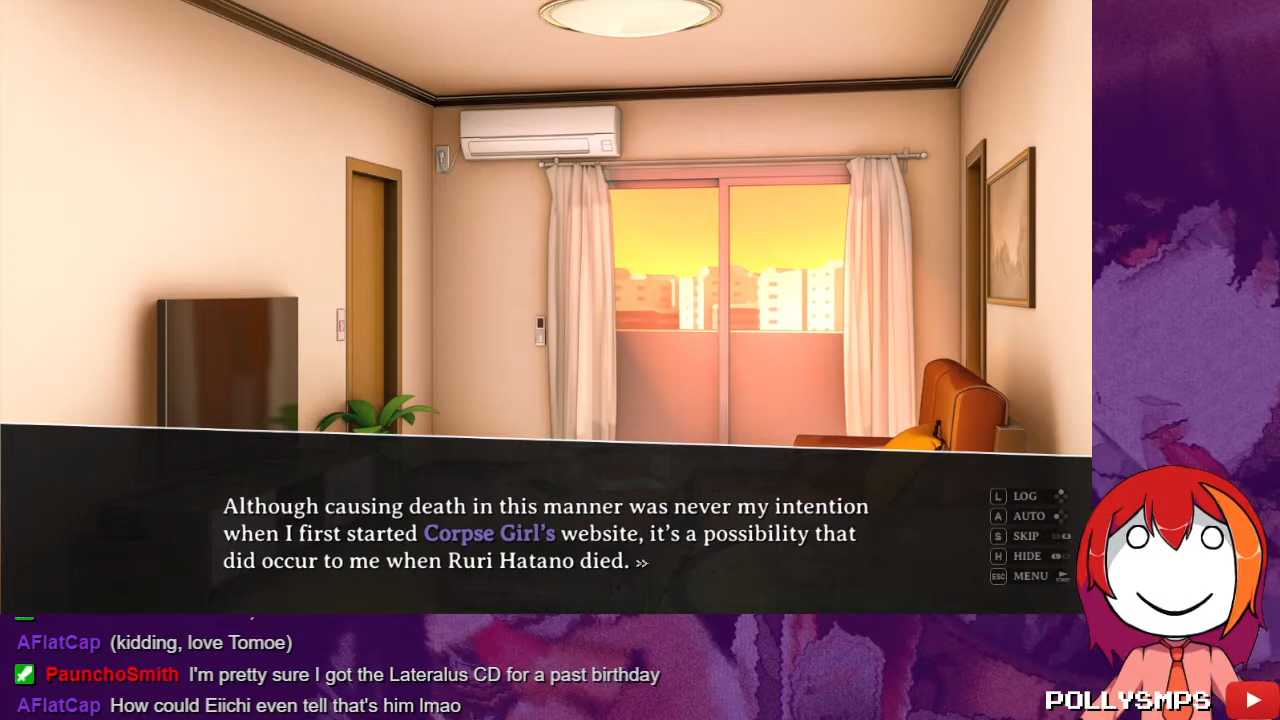 Although causing death in this manner was never my intention
when I first started Corpse Girl's website, it's a possibility that
did occur to me when Ruri Hatano died. »
L LOG
A AUTO
S SKIP
H HIDE
ESC MENU START
AFlatCap (kidding, love Tomoe)
PaunchoSmith I'm pretty sure I got the Lateralus CD for a past birthday
AFlatCap How could Eiichi even tell that's him lmao
POLLYSMPS